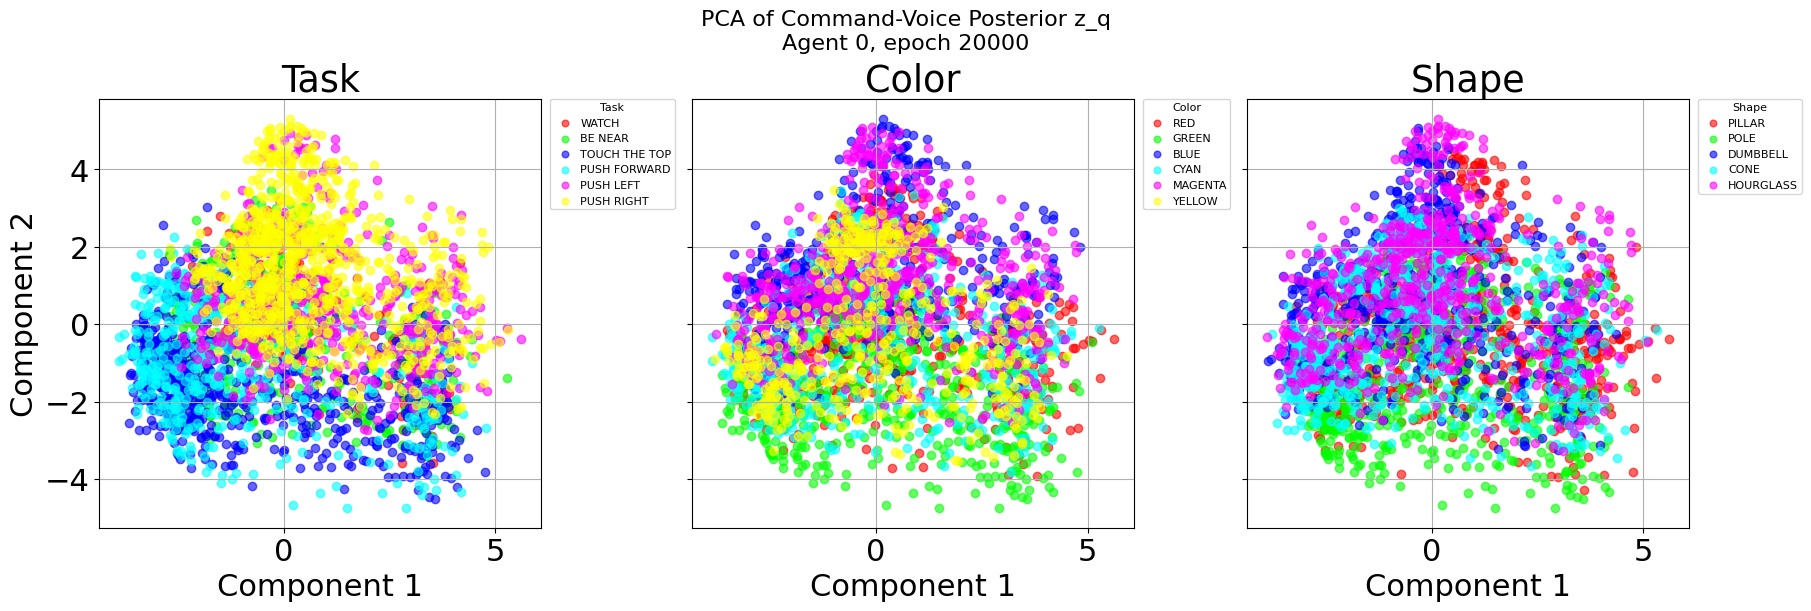 PCA of Command-Voice Posterior z_q
Agent 0, epoch 20000
Task
Color
Shape
Task
WATCH
BE NEAR
TOUCH THE TOP
PUSH FORWARD
PUSH LEFT
PUSH RIGHT
Color
RED
GREEN
BLUE
CYAN
MAGENTA
YELLOW
Shape
PILLAR
POLE
DUMBBELL
CONE
HOURGLASS
Component 2
4
2
0
−2
−4
0 5
0 5
0 5
Component 1
Component 1
Component 1